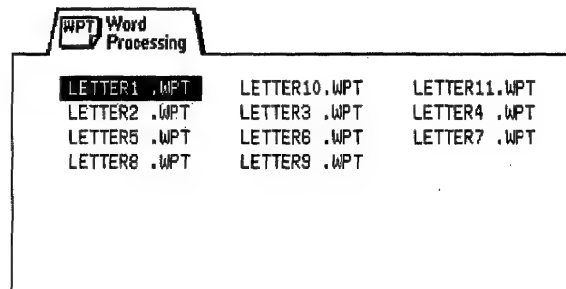 WPT Word
Processing
LETTER1 .WPT LETTER10.WPT LETTER11.WPT
LETTER2 .WPT LETTER3 .WPT LETTER4 .WPT
LETTER5 .WPT LETTER6 .WPT LETTER7 .WPT
LETTER8 .WPT LETTER9 .WPT